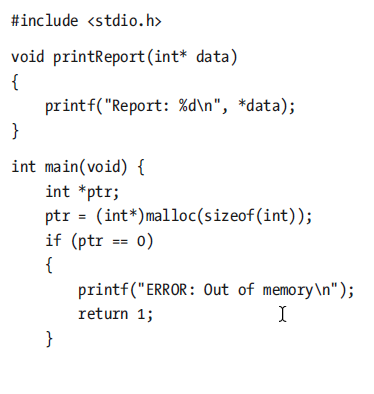 #include <stdio.h>
void printReport(int* data)
{
    printf("Report: %d\n", *data);
}
int main(void) {
    int *ptr;
    ptr = (int*)malloc(sizeof(int));
    if (ptr == 0)
    {
        printf("ERROR: Out of memory\n");
        return 1;
    }